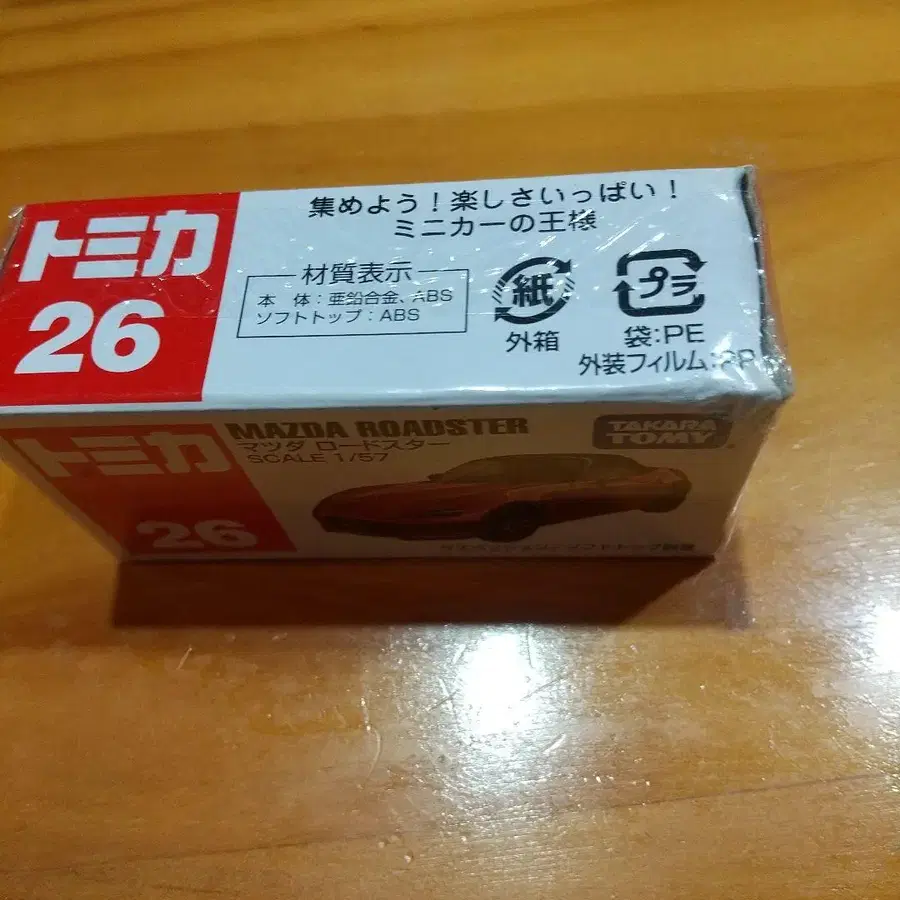 トミカ
26
集めよう!楽しさいっぱい!
ミニカーの王様
材質表示
本 体:亜鉛合金、ABS
ソフトトップ:ABS
紙
外箱
プラ
袋:PE
外装フィルム:PP
トミカ
26
MAZDA ROADSTER
マツダ ロードスター
SCALE 1/57
TAKARA
TOMY